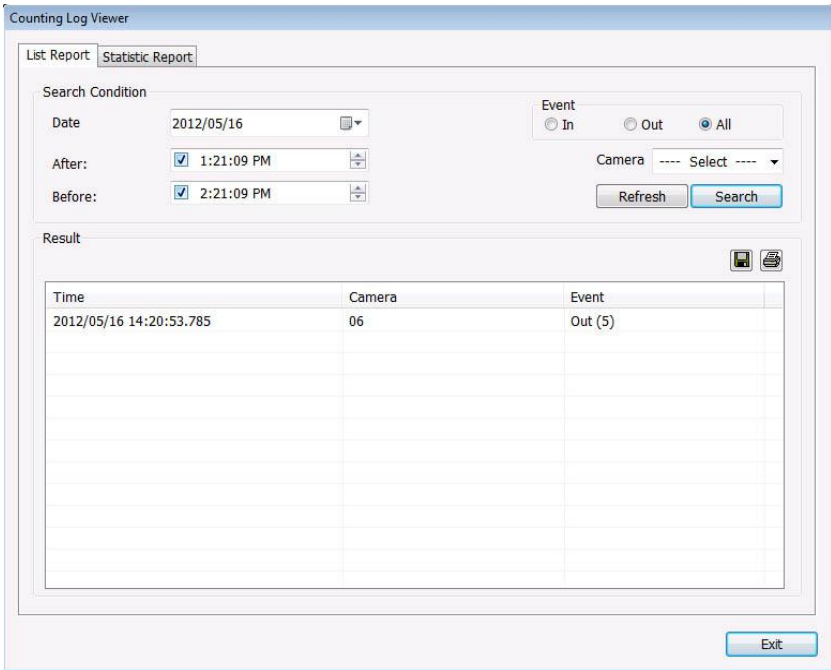 Counting Log Viewer
List Report Statistic Report
Search Condition
Date 2012/05/16
Event
In Out All
After: 1:21:09 PM
Camera ---- Select ----
Before: 2:21:09 PM
Refresh Search
Result
Time Camera Event
2012/05/16 14:20:53.785 06 Out (5)
Exit